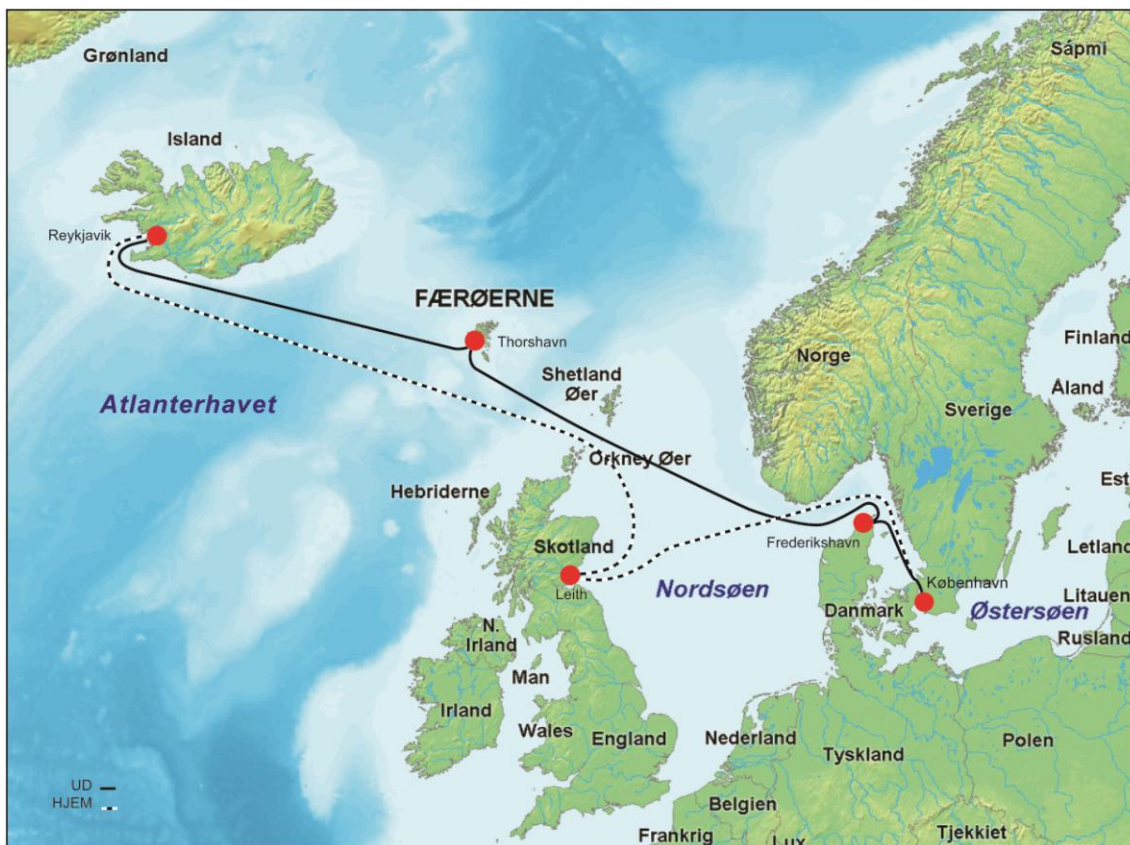 Grønland
Sápmi
Island
Reykjavik
FÆRØERNE
Thorshavn
Norge
Finland
Shetland
Øer
Åland
Sverige
Atlanterhavet
Orkney Øer
Hebriderne
Est
Frederikshavn
Skotland
Letland
Leith
Nordsøen
København
Litauen
Danmark
Østersøen
N.
Irland
Rusland
Man
Irland
Wales
England
Nederland
Tyskland
Polen
UD
HJEM
Belgien
Frankrig
Lux
Tjekkiet